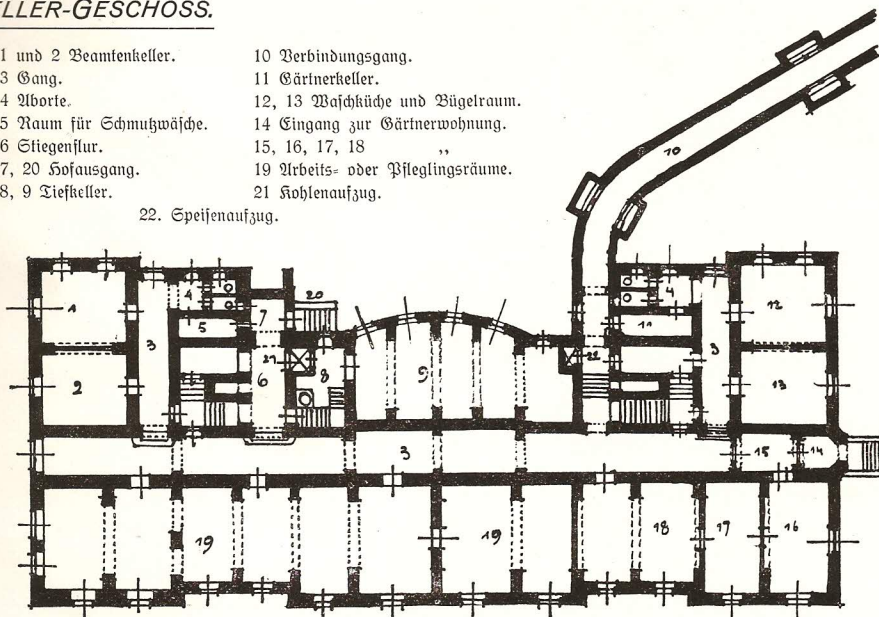 ELLER-GESCHOSS.
1 und 2 Beamtenkeller.
3 Gang.
4 Aborte.
5 Raum für Schmutzwäsche.
6 Stiegenflur.
7, 20 Hofausgang.
8, 9 Tiefkeller.
10 Verbindungsgang.
11 Gärtnerkeller.
12, 13 Waschküche und Bügelraum.
14 Eingang zur Gärtnerwohnung.
15, 16, 17, 18 „
19 Arbeits= oder Pfleglingsräume.
21 Kohlenaufzug.
22. Speisenaufzug.
10
1 3 4 5 7 20
11 4 3 12
2 21 6 8 9 22 13
3 15 14
19 19 18 17 16